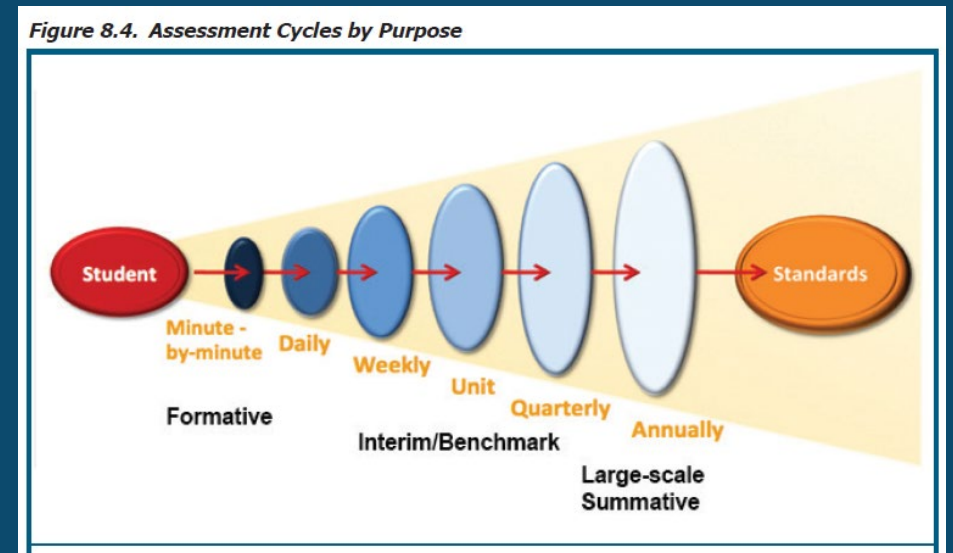 Figure 8.4. Assessment Cycles by Purpose
Student
Standards
Minute -
by-minute
Daily
Weekly
Unit
Quarterly
Annually
Formative
Interim/Benchmark
Large-scale
Summative